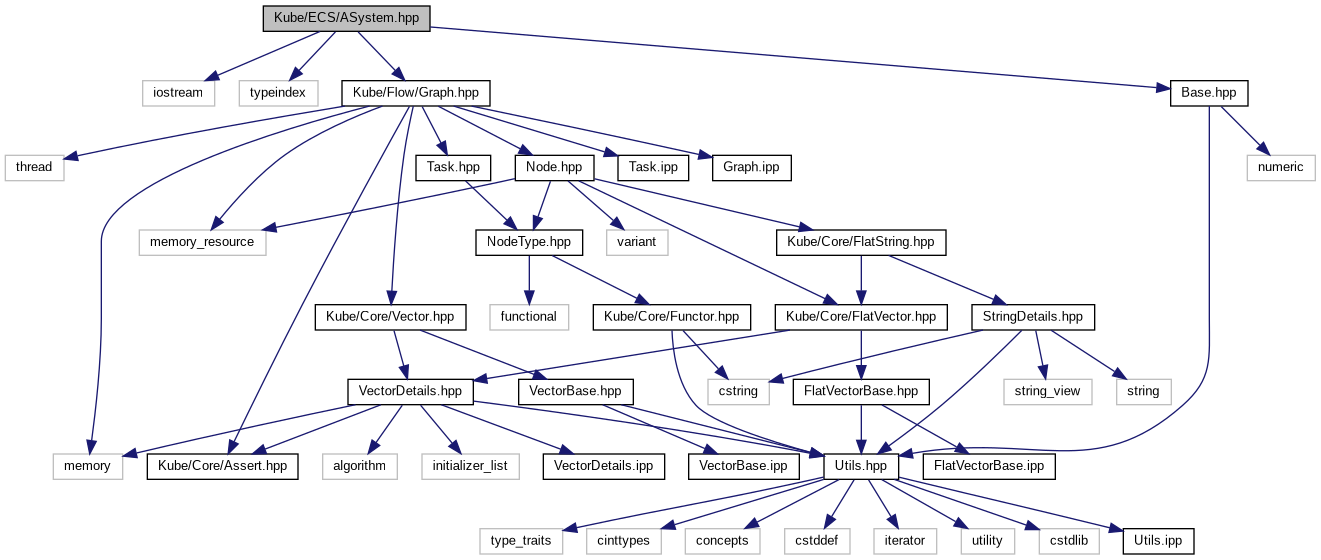 Kube/ECS/ASystem.hpp
iostream
typeindex
Kube/Flow/Graph.hpp
Base.hpp
thread
Task.hpp
Node.hpp
Task.ipp
Graph.ipp
numeric
memory_resource
NodeType.hpp
variant
Kube/Core/FlatString.hpp
Kube/Core/Vector.hpp
functional
Kube/Core/Functor.hpp
Kube/Core/FlatVector.hpp
StringDetails.hpp
VectorDetails.hpp
VectorBase.hpp
cstring
FlatVectorBase.hpp
string_view
string
memory
Kube/Core/Assert.hpp
algorithm
initializer_list
VectorDetails.ipp
VectorBase.ipp
Utils.hpp
FlatVectorBase.ipp
type_traits
cinttypes
concepts
cstddef
iterator
utility
cstdlib
Utils.ipp